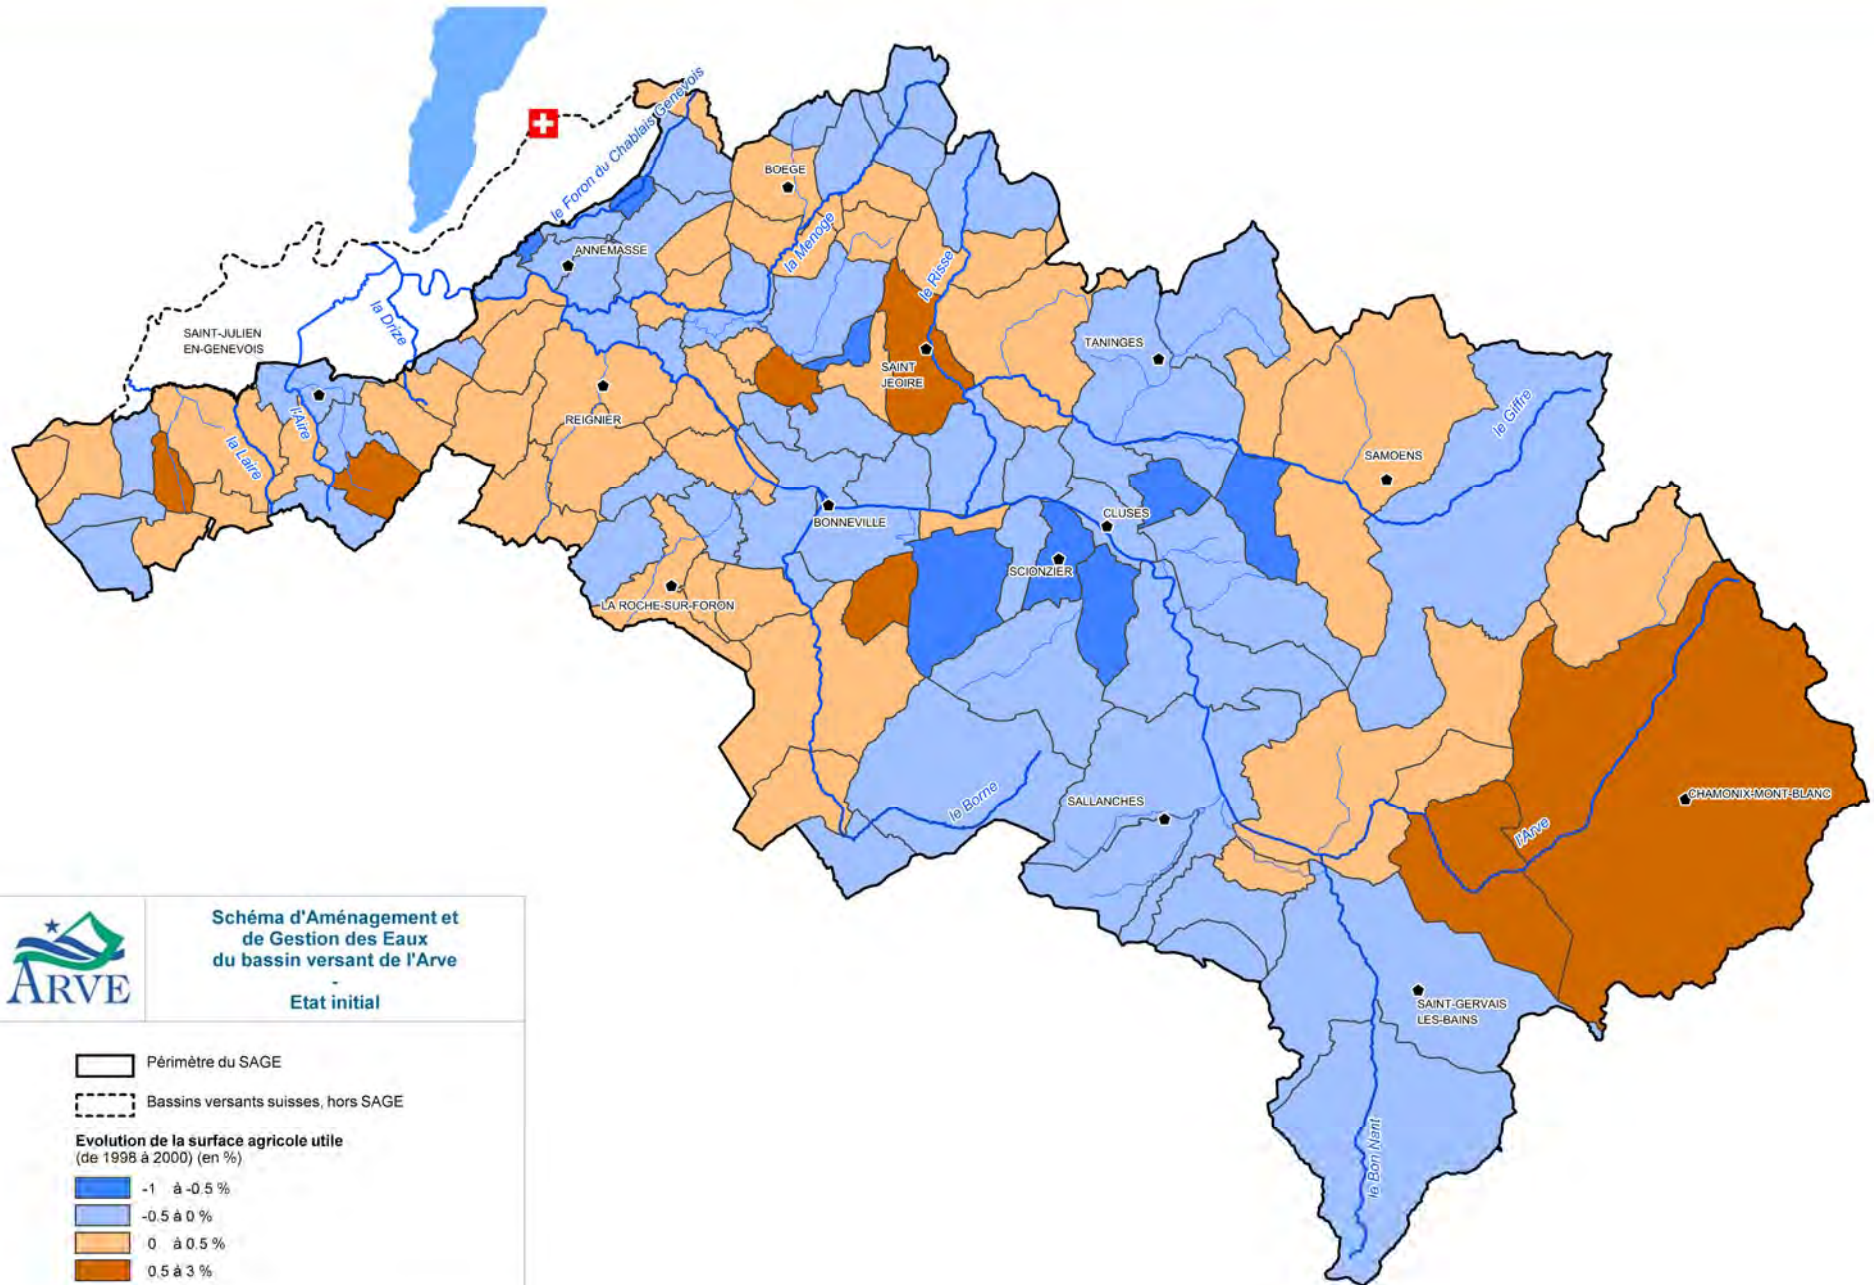 le Foron du Chablais Genevois
BOEGE
la Menoge
ANNEMASSE
le Risse
la Drize
SAINT-JULIEN
EN-GENEVOIS
TANINGES
SAINT
JEOIRE
REIGNIER
l'Aire
la Laire
le Giffre
SAMOENS
BONNEVILLE
CLUSES
SCIONZIER
LA ROCHE-SUR-FORON
le Borne
SALLANCHES
CHAMONIX-MONT-BLANC
l'Arve
SAINT-GERVAIS
LES-BAINS
le Bon Nant
ARVE
Schéma d'Aménagement et
de Gestion des Eaux
du bassin versant de l'Arve
-
Etat initial
Périmètre du SAGE
Bassins versants suisses, hors SAGE
Evolution de la surface agricole utile
(de 1998 à 2000) (en %)
-1 à -0.5 %
-0.5 à 0 %
0 à 0.5 %
0.5 à 3 %